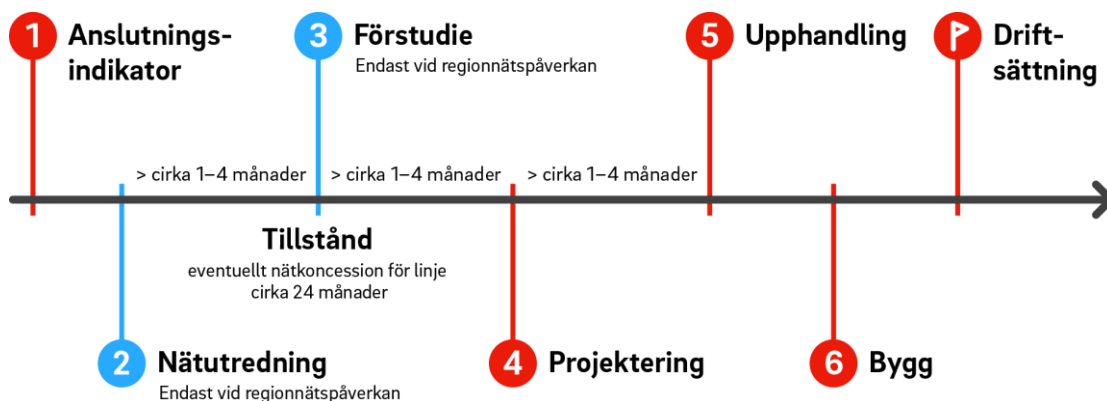 1 Anslutnings-
indikator
3 Förstudie
Endast vid regionnätspåverkan
5 Upphandling
Drift-
sättning
> cirka 1–4 månader
> cirka 1–4 månader
> cirka 1–4 månader
Tillstånd
eventuellt nätkoncession för linje
cirka 24 månader
2 Nätutredning
Endast vid regionnätspåverkan
4 Projektering
6 Bygg